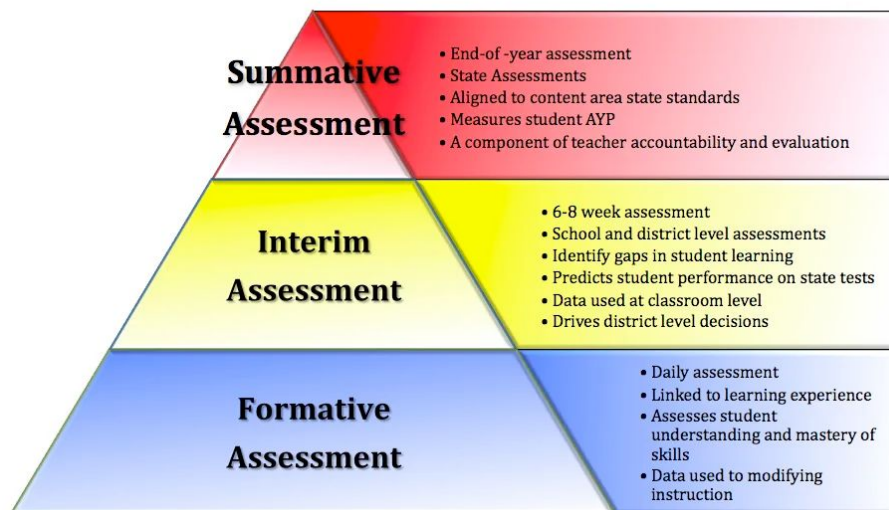 Summative
Assessment
• End-of -year assessment
• State Assessments
• Aligned to content area state standards
• Measures student AYP
• A component of teacher accountability and evaluation
Interim
Assessment
• 6-8 week assessment
• School and district level assessments
• Identify gaps in student learning
• Predicts student performance on state tests
• Data used at classroom level
• Drives district level decisions
Formative
Assessment
• Daily assessment
• Linked to learning experience
• Assesses student
understanding and mastery of
skills
• Data used to modifying
instruction